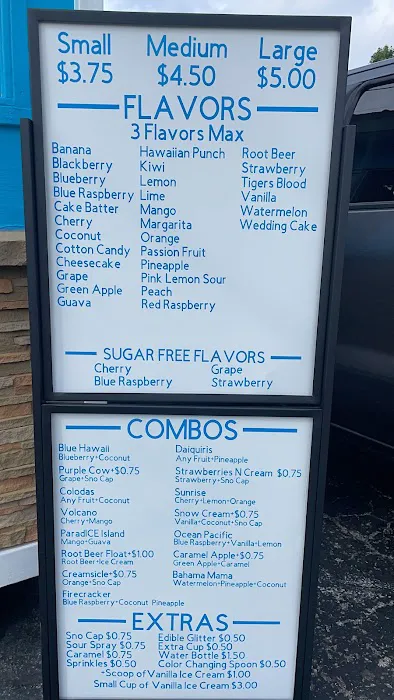 Small Medium Large
$3.75 $4.50 $5.00
FLAVORS
3 Flavors Max
Banana
Blackberry
Blueberry
Blue Raspberry
Cake Batter
Cherry
Coconut
Cotton Candy
Cheesecake
Grape
Green Apple
Guava
Hawaiian Punch
Kiwi
Lemon
Lime
Mango
Margarita
Orange
Passion Fruit
Pineapple
Pink Lemon Sour
Peach
Red Raspberry
Root Beer
Strawberry
Tigers Blood
Vanilla
Watermelon
Wedding Cake
SUGAR FREE FLAVORS
Cherry Grape
Blue Raspberry Strawberry
COMBOS
Blue Hawaii
Blueberry+Coconut
Purple Cow+$0.75
Grape+Sno Cap
Coladas
Any Fruit+Coconut
Volcano
Cherry+Mango
ParadICE Island
Mango+Guava
Root Beer Float+$1.00
Root Beer+Ice Cream
Creamsicle+$0.75
Orange+Sno Cap
Firecracker
Blue Raspberry+Coconut Pineapple
Daiquiris
Any Fruit+Pineapple
Strawberries N Cream $0.75
Strawberry+Sno Cap
Sunrise
Cherry+Lemon+Orange
Snow Cream+$0.75
Vanilla+Coconut+Sno Cap
Ocean Pacific
Blue Raspberry+Vanilla+Lemon
Caramel Apple+$0.75
Green Apple+Caramel
Bahama Mama
Watermelon+Pineapple+Coconut
EXTRAS
Sno Cap $0.75
Sour Spray $0.75
Caramel $0.75
Sprinkles $0.50
Edible Glitter $0.50
Extra Cup $0.50
Water Bottle $1.50
Color Changing Spoon $0.50
+Scoop of Vanilla Ice Cream $1.00
Small Cup of Vanilla Ice Cream $3.00